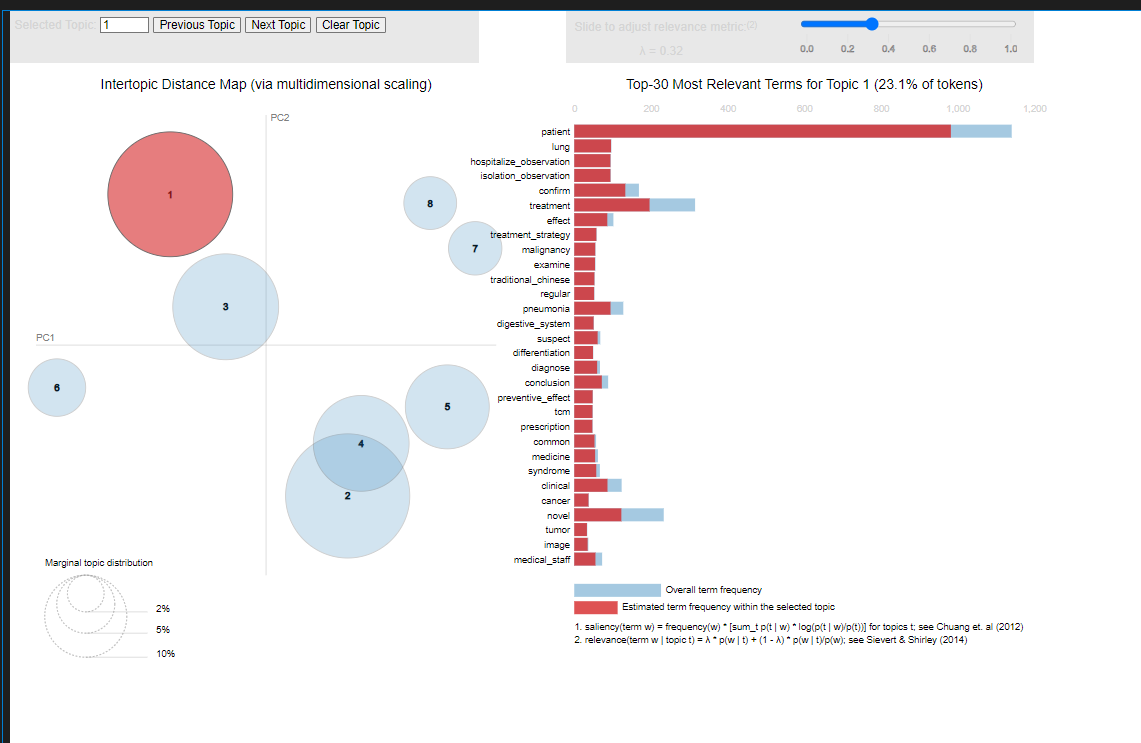 Selected Topic: 1 Previous Topic Next Topic Clear Topic
Slide to adjust relevance metric:(2)
λ = 0.32
0.0 0.2 0.4 0.6 0.8 1.0
Intertopic Distance Map (via multidimensional scaling)
PC2
PC1
1
8
7
3
6
5
4
2
Marginal topic distribution
2%
5%
10%
Top-30 Most Relevant Terms for Topic 1 (23.1% of tokens)
0 200 400 600 800 1,000 1,200
patient
lung
hospitalize_observation
isolation_observation
confirm
treatment
effect
treatment_strategy
malignancy
examine
traditional_chinese
regular
pneumonia
digestive_system
suspect
differentiation
diagnose
conclusion
preventive_effect
tcm
prescription
common
medicine
syndrome
clinical
cancer
novel
tumor
image
medical_staff
Overall term frequency
Estimated term frequency within the selected topic
1. saliency(term w) = frequency(w) * [sum_t p(t | w) * log(p(t | w)/p(t))] for topics t; see Chuang et. al (2012)
2. relevance(term w | topic t) = λ * p(w | t) + (1 - λ) * p(w | t)/p(w); see Sievert & Shirley (2014)